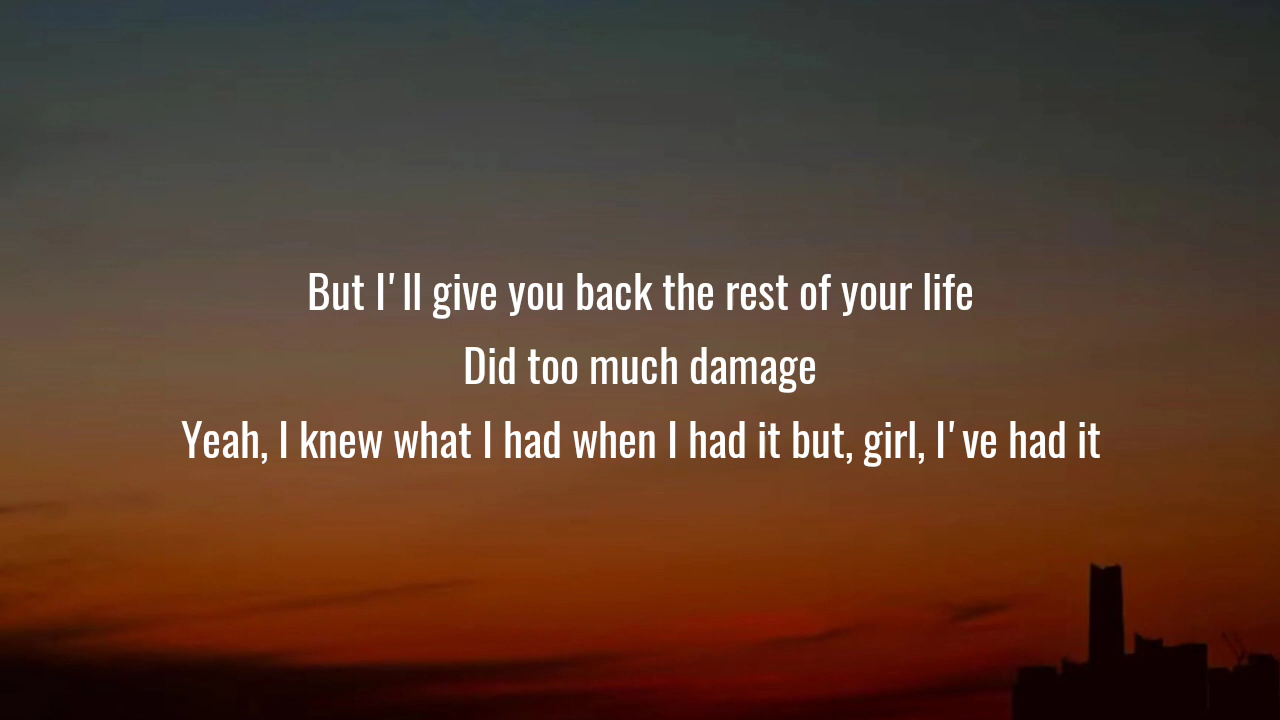 But I'll give you back the rest of your life
Did too much damage
Yeah, I knew what I had when I had it but, girl, I've had it